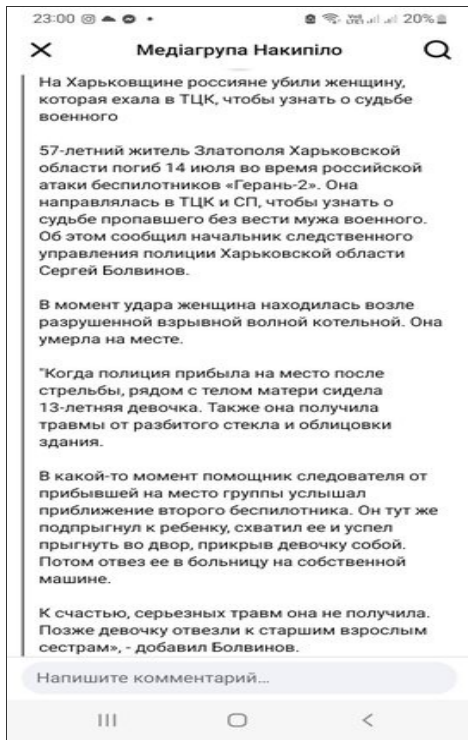 23:00
20%
Медіагрупа Накипіло
На Харьковщине россияне убили женщину,
которая ехала в ТЦК, чтобы узнать о судьбе
военного
57-летний житель Златополя Харьковской
области погиб 14 июля во время российской
атаки беспилотников «Герань-2». Она
направлялась в ТЦК и СП, чтобы узнать о
судьбе пропавшего без вести мужа военного.
Об этом сообщил начальник следственного
управления полиции Харьковской области
Сергей Болвинов.
В момент удара женщина находилась возле
разрушенной взрывной волной котельной. Она
умерла на месте.
"Когда полиция прибыла на место после
стрельбы, рядом с телом матери сидела
13-летняя девочка. Также она получила
травмы от разбитого стекла и облицовки
здания.
В какой-то момент помощник следователя от
прибывшей на место группы услышал
приближение второго беспилотника. Он тут же
подпрыгнул к ребенку, схватил ее и успел
прыгнуть во двор, прикрыв девочку собой.
Потом отвез ее в больницу на собственной
машине.
К счастью, серьезных травм она не получила.
Позже девочку отвезли к старшим взрослым
сестрам», - добавил Болвинов.
Напишите комментарий...